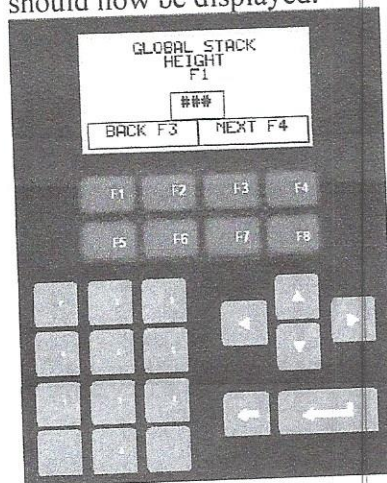 should now be displayed.
GLOBAL STACK
HEIGHT
F1
###
BACK F3 NEXT F4
F1 F2 F3 F4
F5 F6 F7 F8